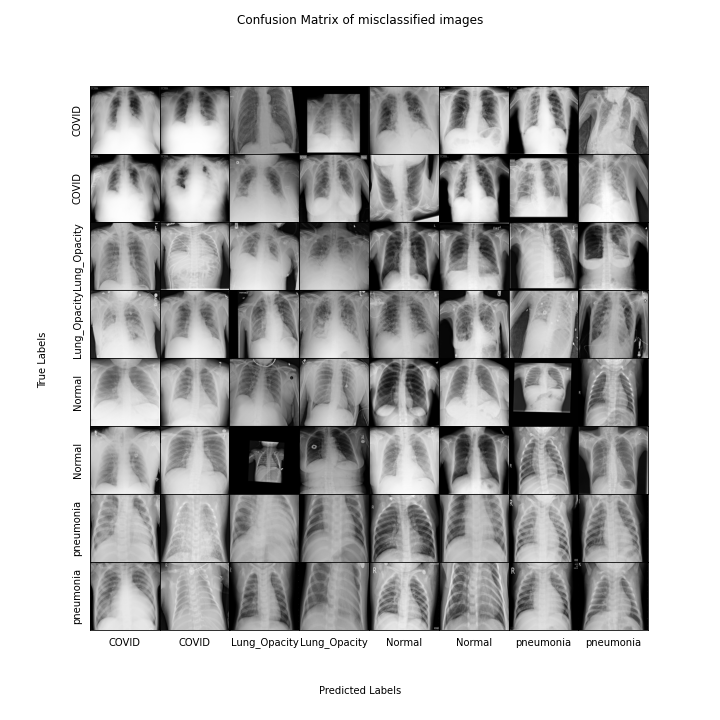 Confusion Matrix of misclassified images
True Labels
COVID
COVID
Lung_Opacity
Lung_Opacity
Normal
Normal
pneumonia
pneumonia
COVID COVID Lung_Opacity Lung_Opacity Normal Normal pneumonia pneumonia
Predicted Labels